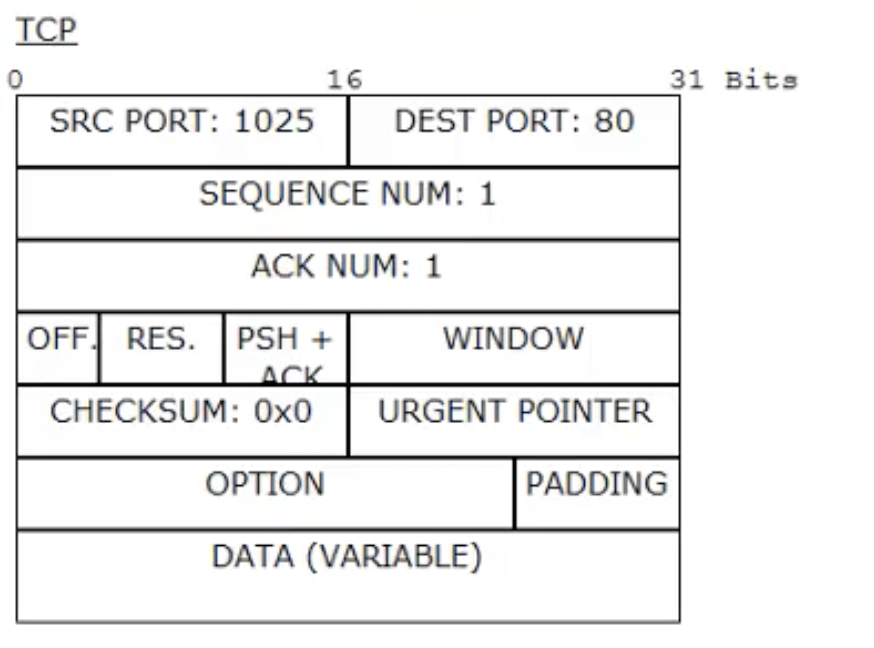 TCP
0 16 31 Bits
SRC PORT: 1025 DEST PORT: 80
SEQUENCE NUM: 1
ACK NUM: 1
OFF. RES. PSH + WINDOW
ACK
CHECKSUM: 0x0 URGENT POINTER
OPTION PADDING
DATA (VARIABLE)